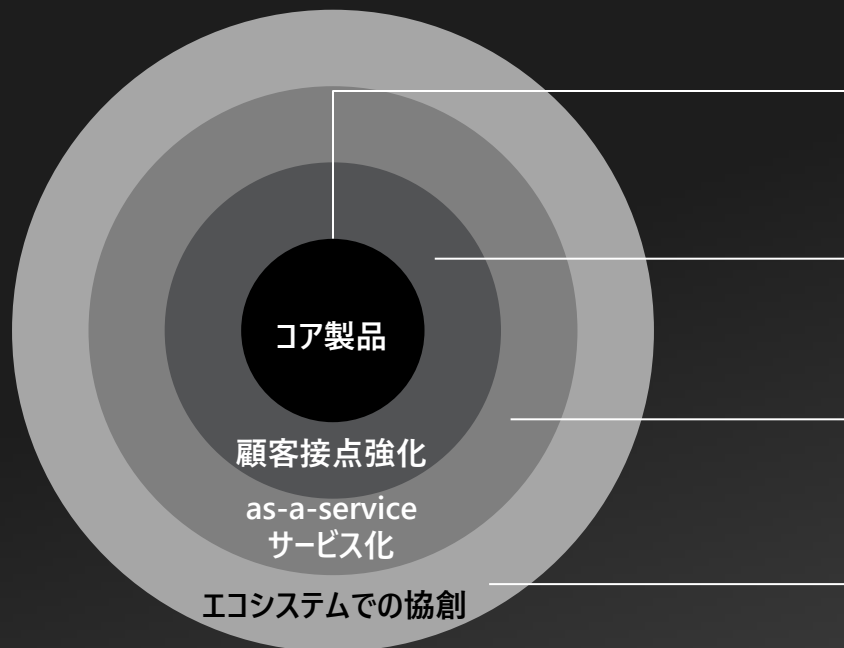 コア製品
顧客接点強化
as-a-service
サービス化
エコシステムでの協創